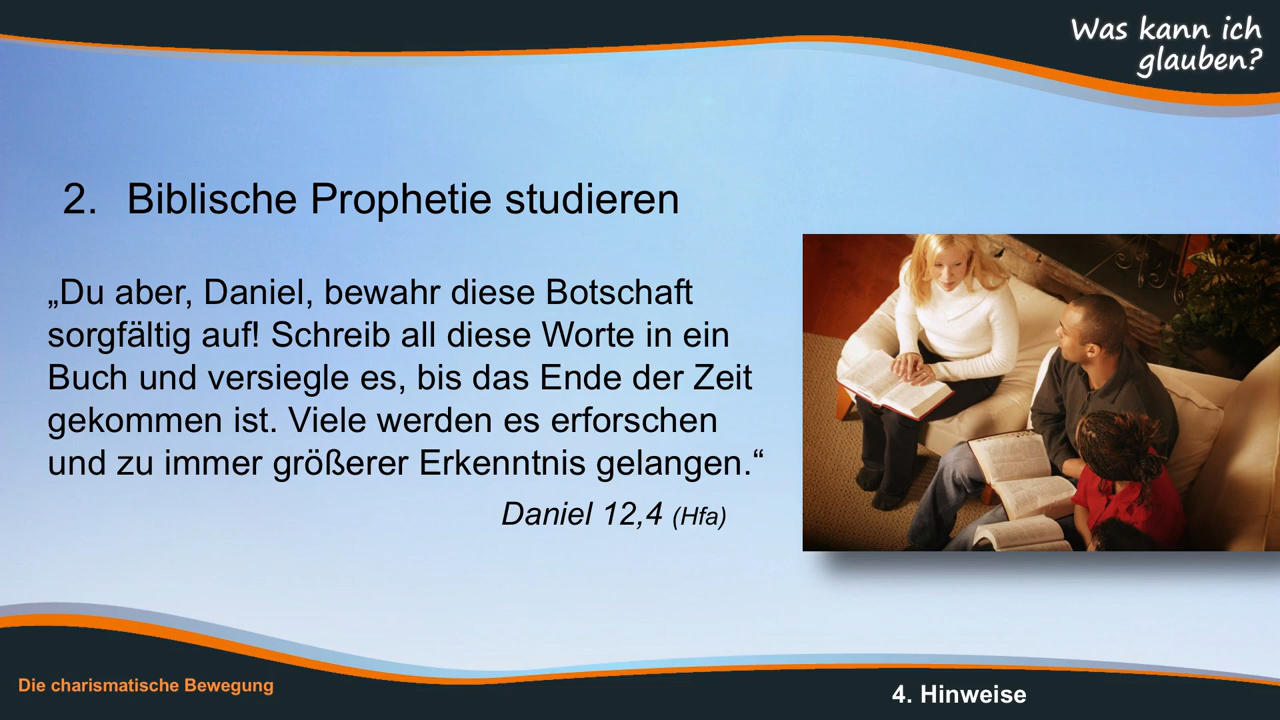 Was kann ich
glauben?
2. Biblische Prophetie studieren
„Du aber, Daniel, bewahr diese Botschaft
sorgfältig auf! Schreib all diese Worte in ein
Buch und versiegle es, bis das Ende der Zeit
gekommen ist. Viele werden es erforschen
und zu immer größerer Erkenntnis gelangen.“
Daniel 12,4 (Hfa)
Die charismatische Bewegung
4. Hinweise